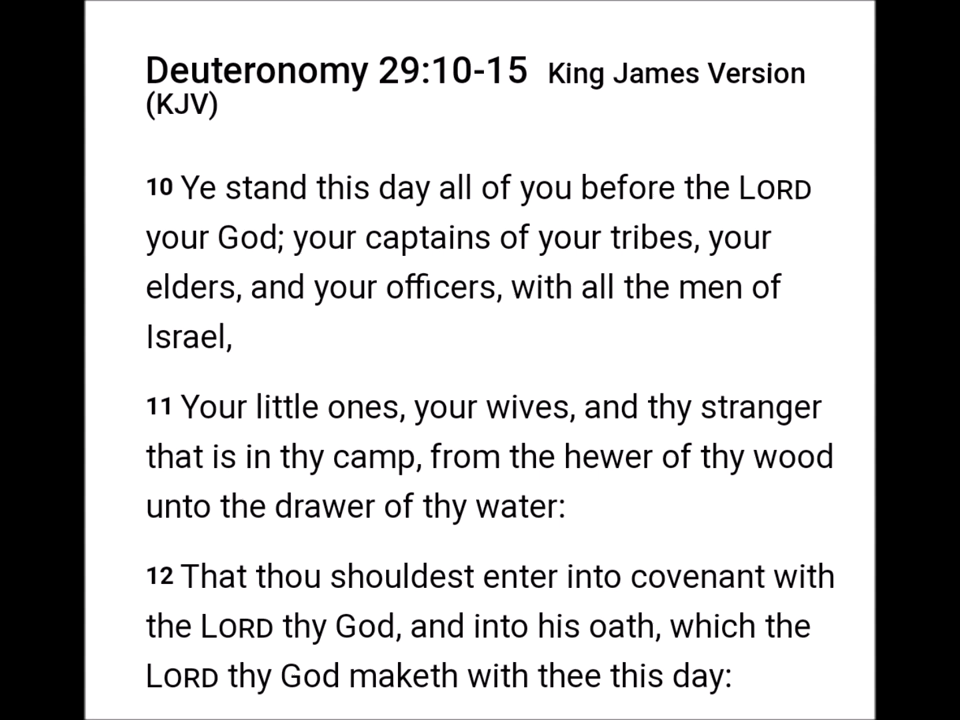 Deuteronomy 29:10-15 King James Version
(KJV)
10 Ye stand this day all of you before the LORD
your God; your captains of your tribes, your
elders, and your officers, with all the men of
Israel,
11 Your little ones, your wives, and thy stranger
that is in thy camp, from the hewer of thy wood
unto the drawer of thy water:
12 That thou shouldest enter into covenant with
the LORD thy God, and into his oath, which the
LORD thy God maketh with thee this day: